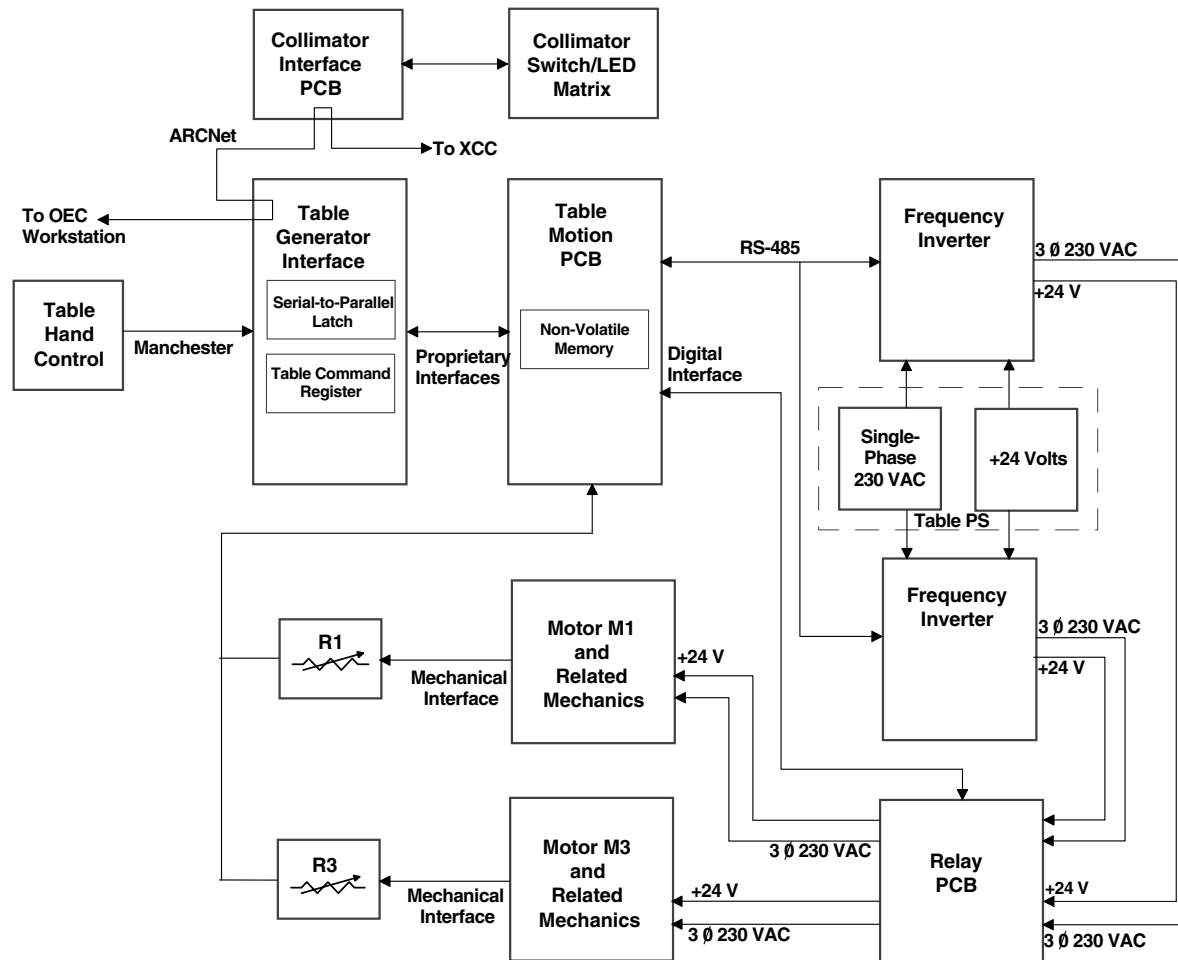 Collimator
Interface
PCB
Collimator
Switch/LED
Matrix
ARCNet
To XCC
To OEC
Workstation
Table
Generator
Interface
Serial-to-Parallel
Latch
Table Command
Register
Table
Hand
Control
Manchester
Proprietary
Interfaces
Table
Motion
PCB
Non-Volatile
Memory
RS-485
Digital
Interface
Frequency
Inverter
3 Ø 230 VAC
+24 V
Single-
Phase
230 VAC
+24 Volts
Table PS
Frequency
Inverter
3 Ø 230 VAC
+24 V
R1
Mechanical
Interface
Motor M1
and
Related
Mechanics
+24 V
3 Ø 230 VAC
R3
Mechanical
Interface
Motor M3
and
Related
Mechanics
+24 V
3 Ø 230 VAC
Relay
PCB
+24 V
3 Ø 230 VAC